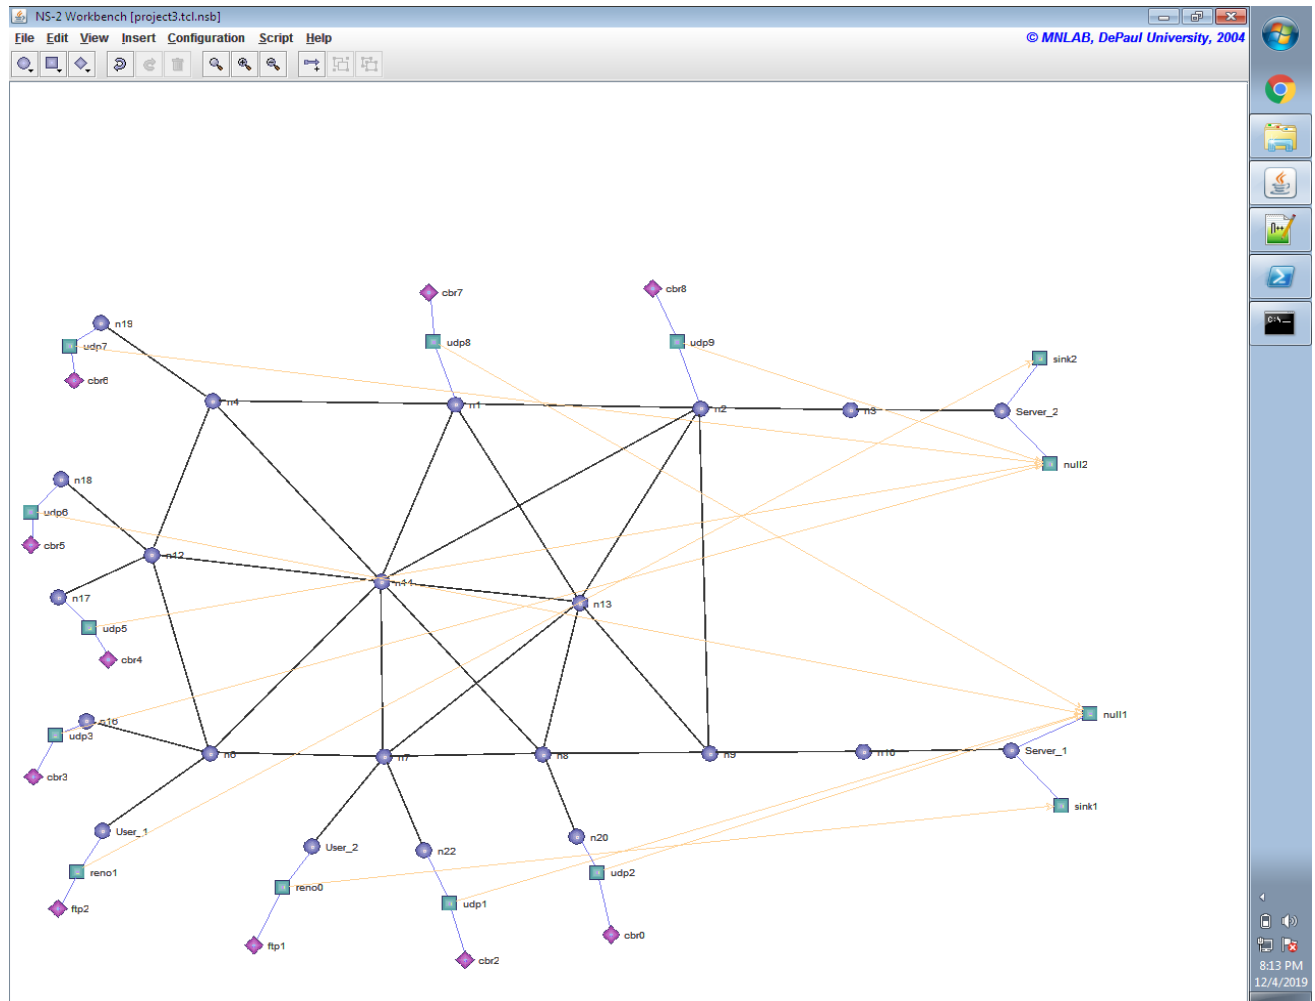 NS-2 Workbench [project3.tcl.nsb]
File Edit View Insert Configuration Script Help
© MNLAB, DePaul University, 2004
cbr7
cbr8
n19
udp7
udp8
udp9
sink2
cbr6
n4
n1
n2
n3
Server_2
null2
n18
udp6
cbr5
n12
n11
n17
n13
udp5
cbr4
null1
n16
udp3
n6
n7
n8
n9
n10
Server_1
cbr3
sink1
User_1
n20
User_2
n22
reno1
udp2
reno0
udp1
ftp2
cbr0
ftp1
cbr2
8:13 PM
12/4/2019